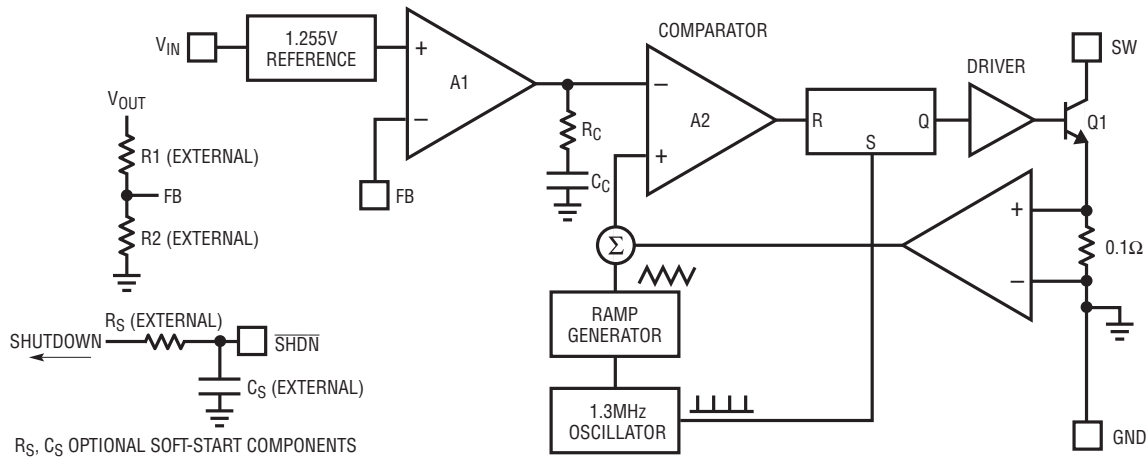 V_IN
1.255V
REFERENCE
+
−
A1
FB
R_C
C_C
COMPARATOR
−
+
A2
R
Q
S
DRIVER
SW
Q1
+
−
0.1Ω
GND
Σ
RAMP
GENERATOR
1.3MHz
OSCILLATOR
V_OUT
R1 (EXTERNAL)
FB
R2 (EXTERNAL)
R_S (EXTERNAL)
SHUTDOWN
SHDN
C_S (EXTERNAL)
R_S, C_S OPTIONAL SOFT-START COMPONENTS